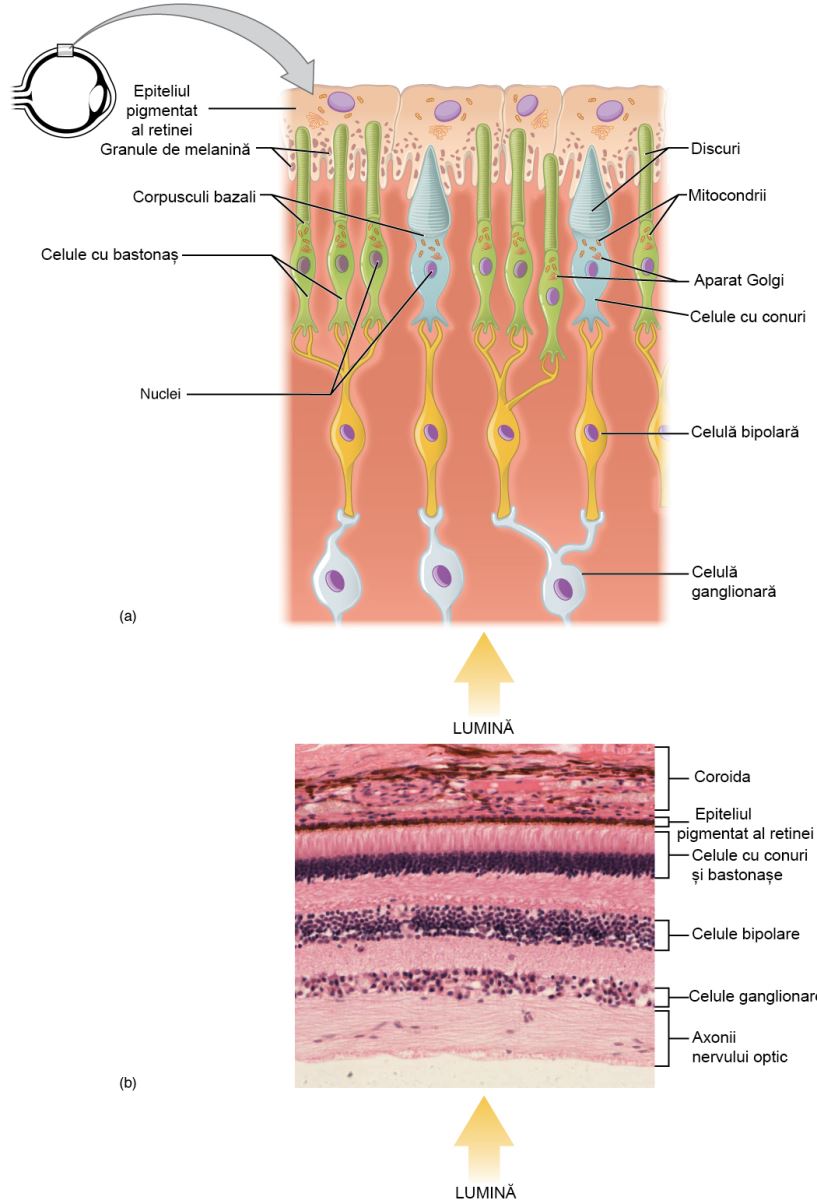 Epiteliul
pigmentat
al retinei
Granule de melanină
Corpusculi bazali
Celule cu bastonaș
Nuclei
Discuri
Mitocondrii
Aparat Golgi
Celule cu conuri
Celulă bipolară
Celulă
ganglionară
(a)
LUMINĂ
Coroida
Epiteliul
pigmentat al retinei
Celule cu conuri
și bastonașe
Celule bipolare
Celule ganglionare
Axonii
nervului optic
(b)
LUMINĂ